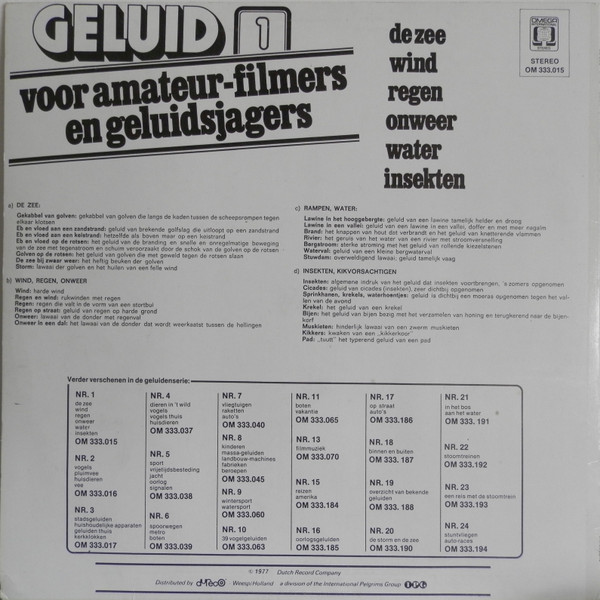 GELUID 1
voor amateur-filmers
en geluidsjagers
de zee
wind
regen
onweer
water
insekten
OMEGA
INTERNATIONAL
STEREO
STEREO
OM 333.015
a) DE ZEE:
Gekabbel van golven: gekabbel van golven die langs de kaden tussen de scheepsrompen tegen
elkaar klotsen
Eb en vloed aan een zandstrand: geluid van brekende golfslag die uitloopt op een zandstrand
Eb en vloed aan een keistrand: hetzelfde als boven maar op een keistrand
Eb en vloed op de rotsen: het geluid van de branding en snelle en onregelmatige beweging
van de zee met tegenstroom en schuim veroorzaakt door de schok van de golven op de rotsen
Golven op de rotsen: het geluid van golven die met geweld tegen de rotsen slaan
De zee bij zwaar weer: het heftig beuken der golven
Storm: lawaai der golven en het huilen van een felle wind
b) WIND, REGEN, ONWEER
Wind: harde wind
Regen en wind: rukwinden met regen
Regen: regen die valt in de vorm van een stortbui
Regen op straat: geluid van regen op harde grond
Onweer: lawaai van de donder met regenval
Onweer in een dal: het lawaai van de donder dat wordt weerkaatst tussen de hellingen
c) RAMPEN, WATER:
Lawine in het hooggebergte: geluid van een lawine tamelijk helder en droog
Lawine in een vallei: geluid van een lawine in een vallei, doffer en met meer nagalm
Brand: het knappen van hout dat verbrandt en het geluid van knetterende vlammen
Rivier: het geruis van het water van een rivier met stroomversnelling
Bergstroom: sterke stroming met het geluid van rollende kiezelstenen
Waterval: geluid van een kleine bergwaterval
Stuwdam: overweldigend lawaai, geluid tamelijk vaag
d) INSEKTEN, KIKVORSACHTIGEN
Insekten: algemene indruk van het geluid dat insekten voortbrengen, 's zomers opgenomen
Cicades: geluid van cicades (insekten), zeer dichtbij opgenomen
Sprinkhanen, krekels, waterhoentjes: geluid is dichtbij een moeras opgenomen tegen het val-
len van de avond
Krekel: het geluid van een krekel
Bijen: het geluid van bijen bezig met het verzamelen van honing en terugkerend naar de bijen-
korf
Muskieten: hinderlijk lawaai van een zwerm muskieten
Kikkers: kwaken van een "kikkerkoor"
Pad: „tuut" het typerend geluid van een pad
Verder verschenen in de geluidenserie:
NR. 1
de zee
wind
regen
onweer
water
insekten
OM 333.015
NR. 2
vogels
pluimvee
huisdieren
vee
OM 333.016
NR. 3
stadsgeluiden
huishoudelijke apparaten
geluiden thuis
kerkklokken
OM 333.017
NR. 4
dieren in 't wild
vogels
vogels thuis
huisdieren
OM 333.037
NR. 5
sport
vrijetijdsbesteding
jacht
oorlog
signalen
OM 333.038
NR. 6
spoorwegen
metro
boten
OM 333.039
NR. 7
vliegtuigen
raketten
auto's
OM 333.040
NR. 8
kinderen
massa-geluiden
landbouw-machines
fabrieken
beroepen
OM 333.045
NR. 9
wintersport
watersport
OM 333.060
NR. 10
39 vogelgeluiden
OM 333.063
NR. 11
boten
vakantie
OM 333.065
NR. 13
filmmuziek
OM 333.070
NR. 15
reizen
amerika
OM 333.184
NR. 16
oorlogsgeluiden
OM 333.185
NR. 17
op straat
auto's
OM 333.186
NR. 18
binnen en buiten
OM 333.187
NR. 19
overzicht van bekende
geluiden
OM 333.188
NR. 20
de storm en de zee
OM 333.190
NR. 21
in het bos
aan het water
OM 333. 191
NR. 22
stoomtreinen
OM 333.192
NR. 23
een reis met de stoomtrein
OM 333.193
NR. 24
stuntvliegen
auto-races
OM 333.194
℗ 1977 Dutch Record Company
Distributed by dureco Weesp/Holland a division of the International Pelgrims Group IPG